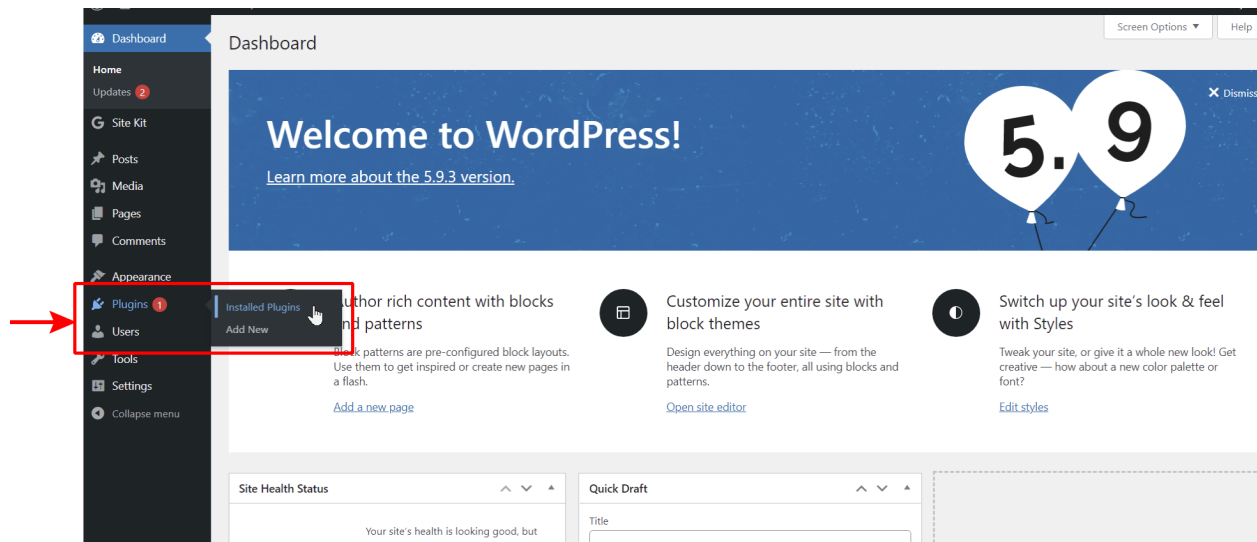 Dashboard
Home
Updates 2
Site Kit
Posts
Media
Pages
Comments
Appearance
Plugins 1
Installed Plugins
Add New
Users
Tools
Settings
Collapse menu
Screen Options ▼
Help
Dashboard
Dismiss
Welcome to WordPress!
Learn more about the 5.9.3 version.
5.9
Author rich content with blocks
and patterns
Block patterns are pre-configured block layouts.
Use them to get inspired or create new pages in
a flash.
Add a new page
Customize your entire site with
block themes
Design everything on your site — from the
header down to the footer, all using blocks and
patterns.
Open site editor
Switch up your site's look & feel
with Styles
Tweak your site, or give it a whole new look! Get
creative — how about a new color palette or
font?
Edit styles
Site Health Status
Your site's health is looking good, but
Quick Draft
Title